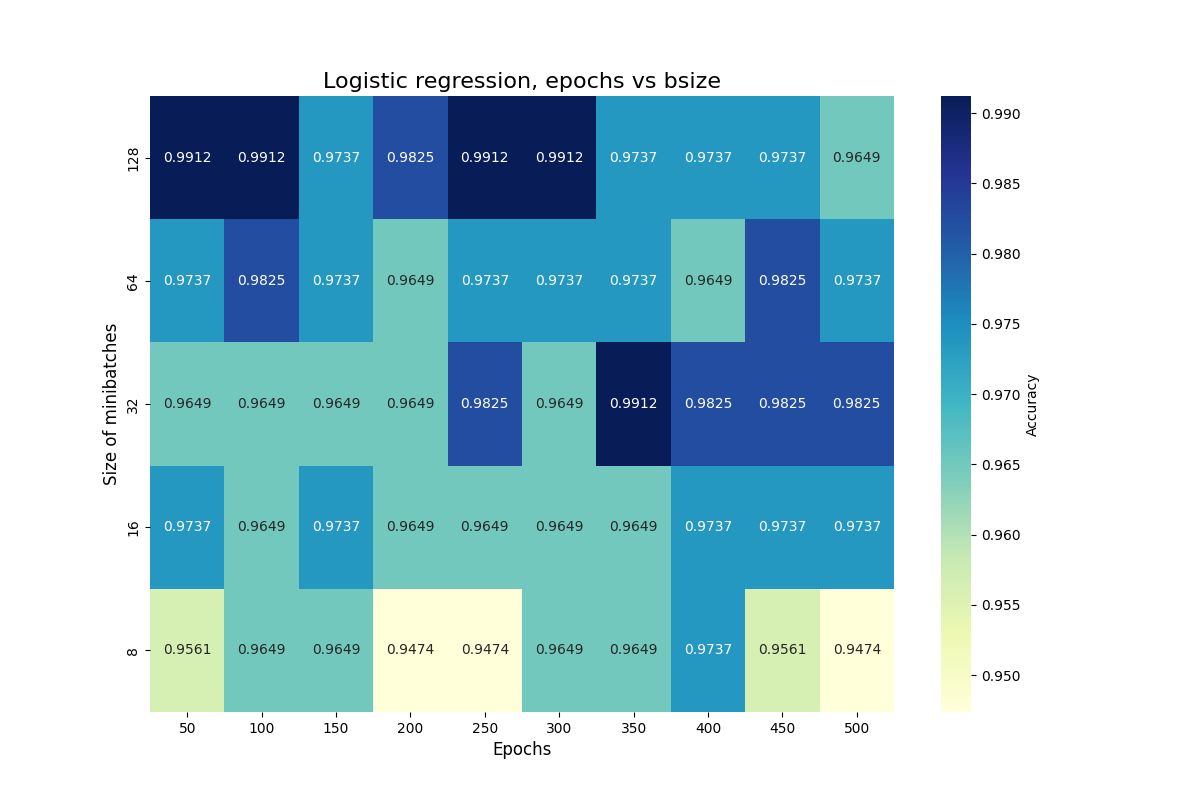 Logistic regression, epochs vs bsize
128 0.9912 0.9912 0.9737 0.9825 0.9912 0.9912 0.9737 0.9737 0.9737 0.9649
64 0.9737 0.9825 0.9737 0.9649 0.9737 0.9737 0.9737 0.9649 0.9825 0.9737
32 0.9649 0.9649 0.9649 0.9649 0.9825 0.9649 0.9912 0.9825 0.9825 0.9825
16 0.9737 0.9649 0.9737 0.9649 0.9649 0.9649 0.9649 0.9737 0.9737 0.9737
8 0.9561 0.9649 0.9649 0.9474 0.9474 0.9649 0.9649 0.9737 0.9561 0.9474
50 100 150 200 250 300 350 400 450 500
Epochs
Size of minibatches
0.990
0.985
0.980
0.975
0.970
0.965
0.960
0.955
0.950
Accuracy